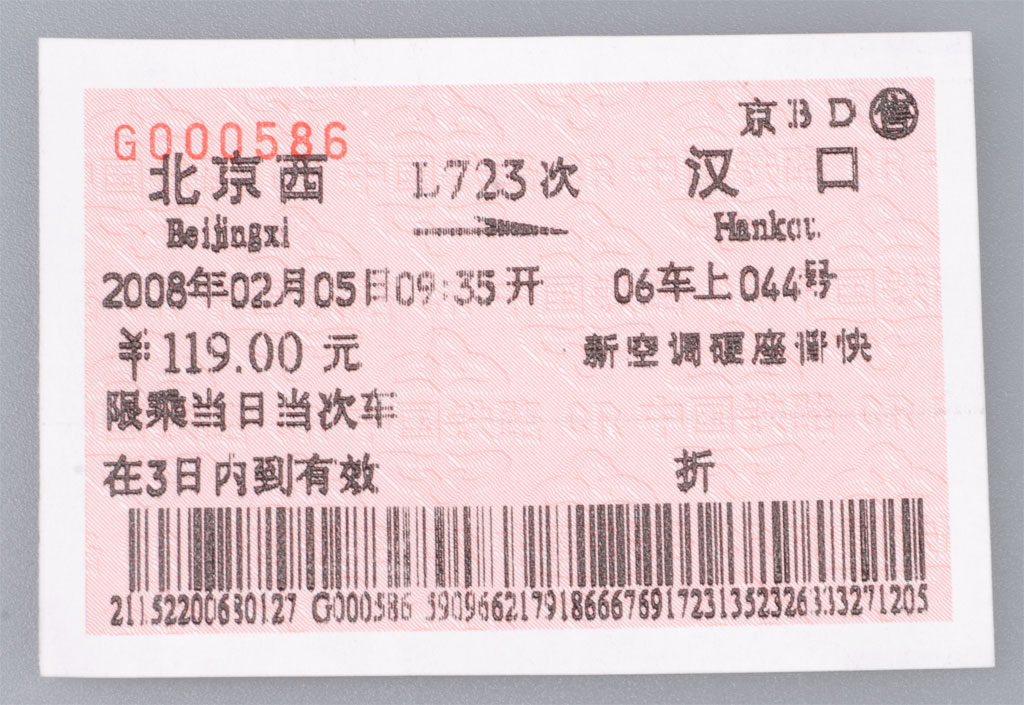 京BD售
G000586
北京西 L723次 汉口
Beijingxi Hankou
2008年02月05日09:35开 06车上044号
¥119.00元 新空调硬座普快
限乘当日当次车
在3日内到有效 折
G000586